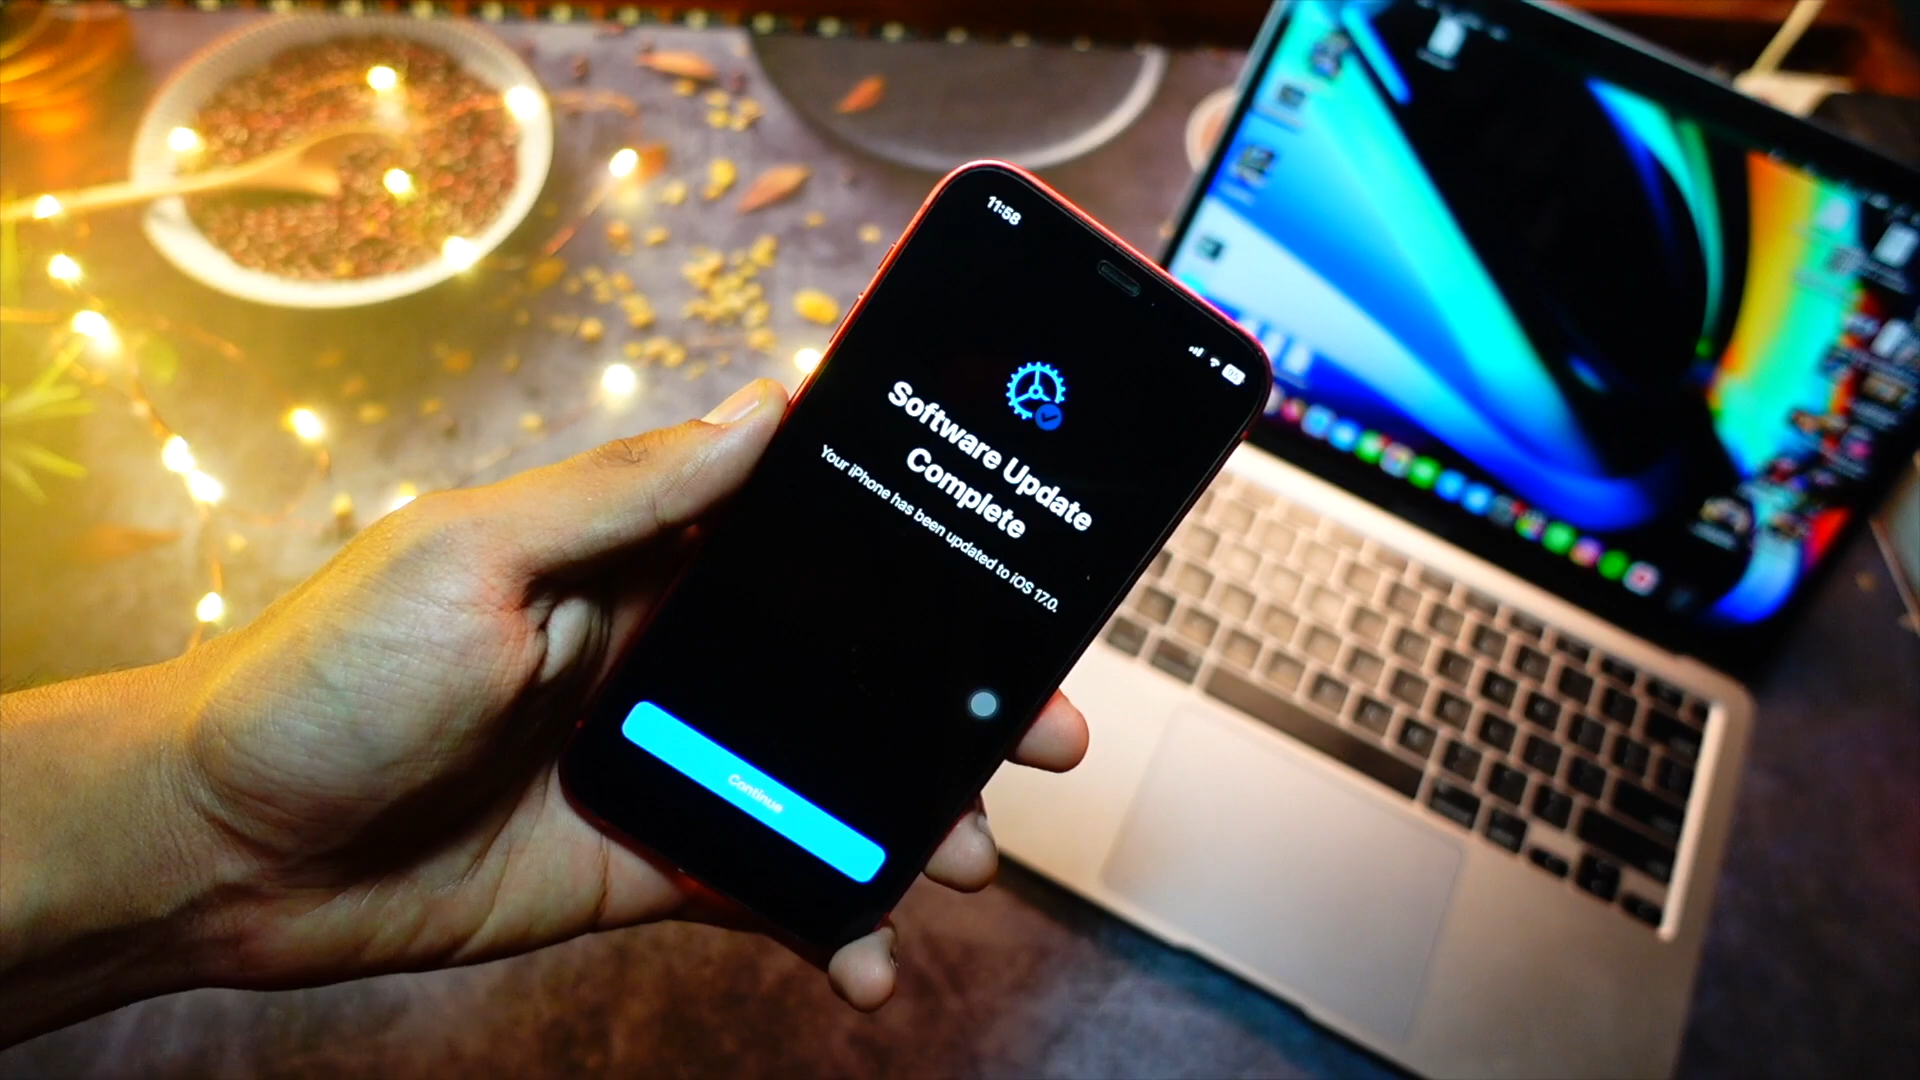 11:58
Software Update
Complete
Your iPhone has been updated to iOS 17.0.
Continue